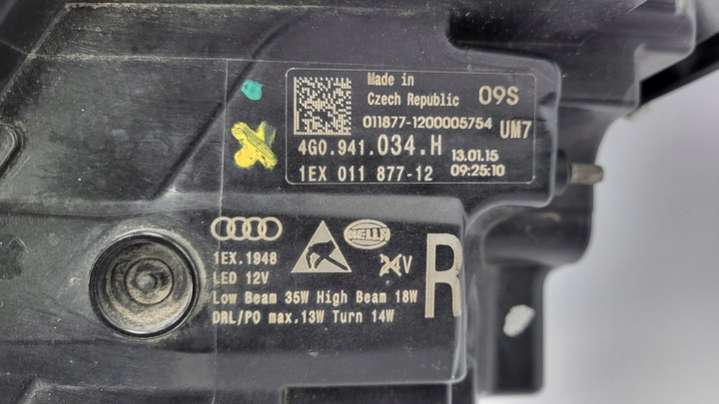 Made in
Czech Republic 09S
011877-1200005754
UM7
4G0.941.034.H
13.01.15
1EX 011 877-12
09:25:10
HELLA
1EX.1948
LED 12V
R
Low Beam 35W High Beam 18W
DRL/PO max.13W Turn 14W